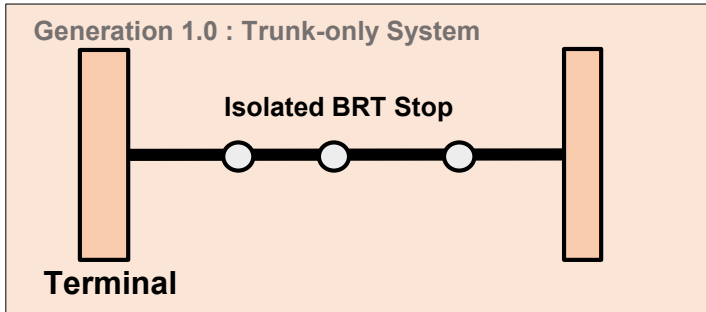 Generation 1.0 : Trunk-only System
Isolated BRT Stop
Terminal